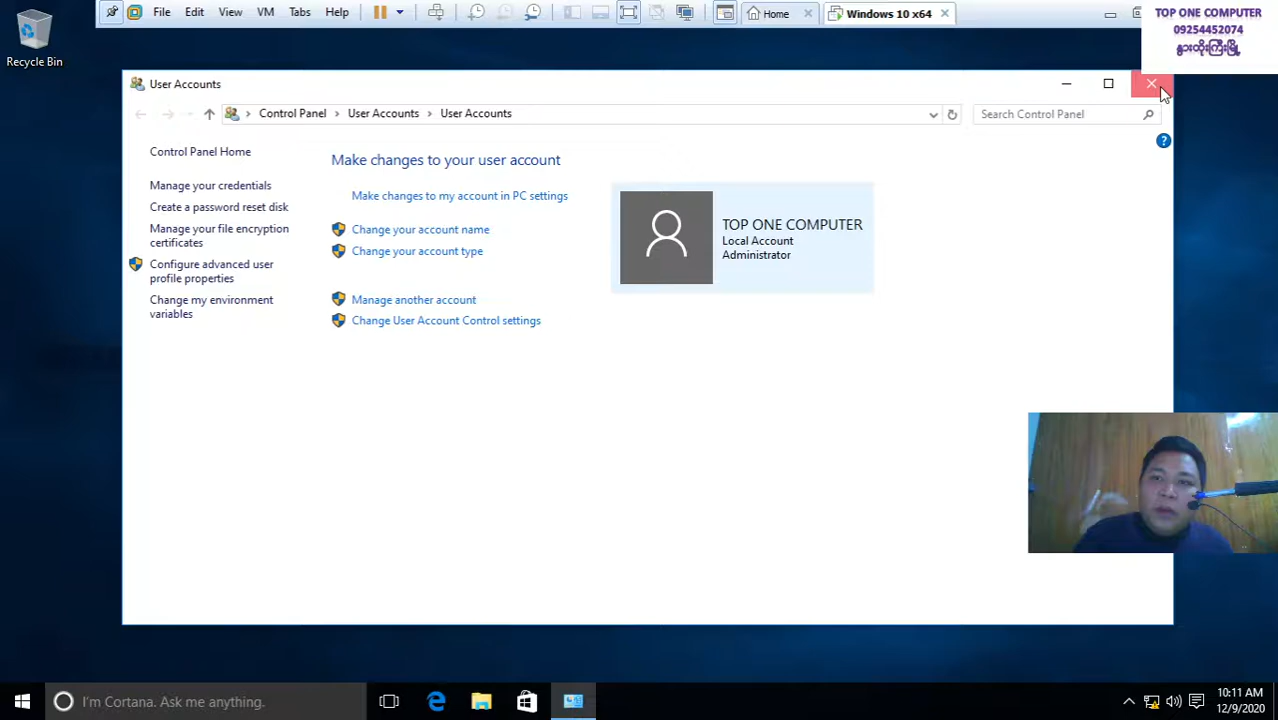 File Edit View VM Tabs Help
Home
Windows 10 x64
TOP ONE COMPUTER
09254452074
နွားထိုးကြီးမြို့
Recycle Bin
User Accounts
Control Panel User Accounts User Accounts
Search Control Panel
Control Panel Home
Manage your credentials
Create a password reset disk
Manage your file encryption
certificates
Configure advanced user
profile properties
Change my environment
variables
Make changes to your user account
Make changes to my account in PC settings
Change your account name
Change your account type
Manage another account
Change User Account Control settings
TOP ONE COMPUTER
Local Account
Administrator
I'm Cortana. Ask me anything.
10:11 AM
12/9/2020